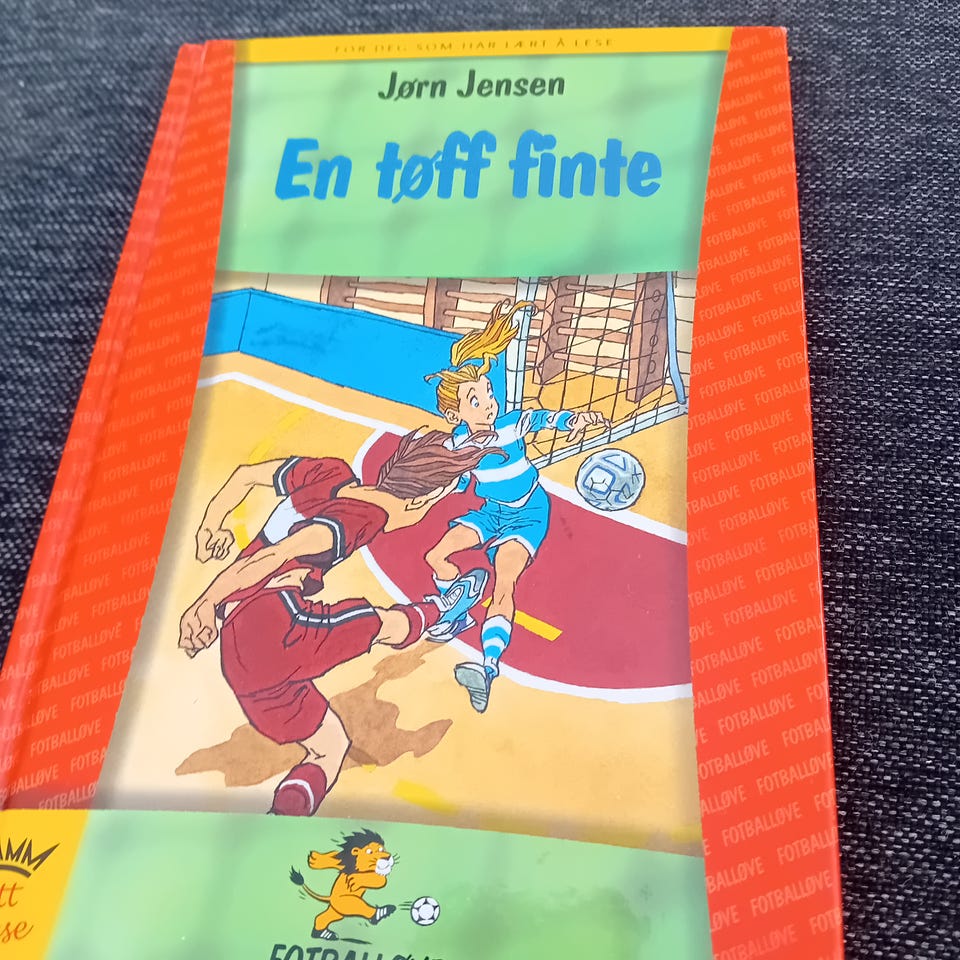 FOR DEG SOM HAR LÆRT Å LESE
Jørn Jensen
En tøff finte
FOTBALLØVE